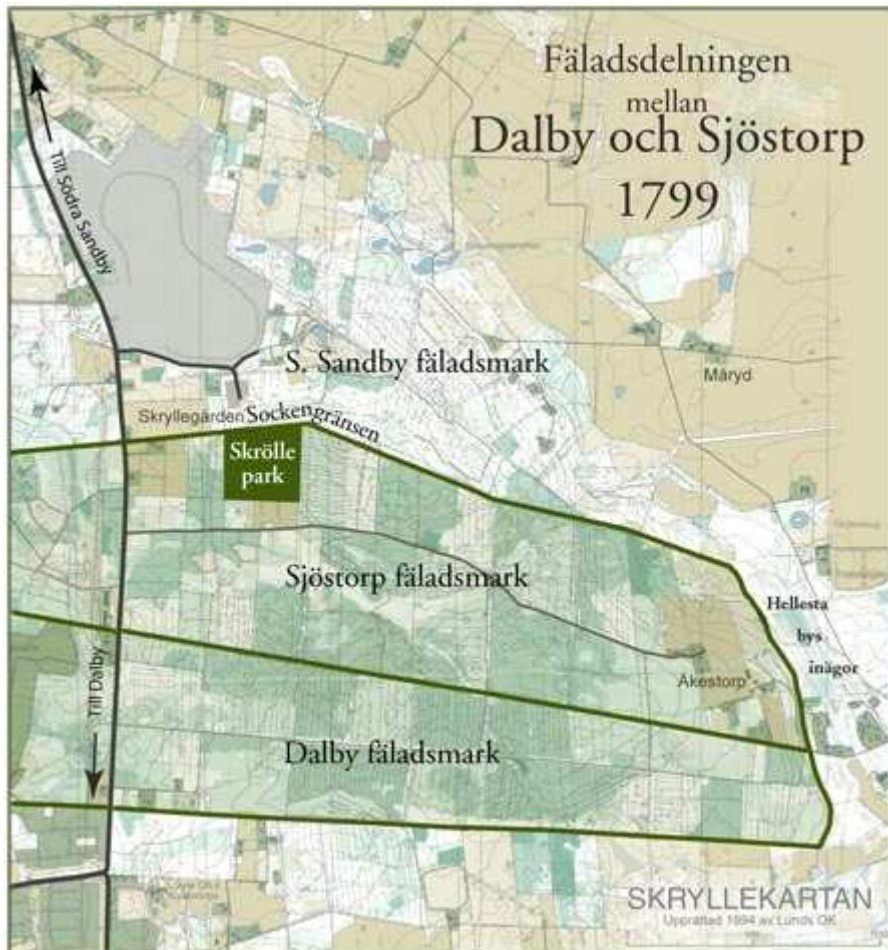 Fäladsdelningen
mellan
Dalby och Sjöstorp
1799
Till Södra Sandby
S. Sandby fäladsmark
Måryd
Skryllegården
Sockengränsen
Skrölle
park
Sjöstorp fäladsmark
Hellesta
bys
inägor
Åkestorp
Till Dalby
Dalby fäladsmark
SKRYLLEKARTAN
Upprättad 1994 av Lunds OK